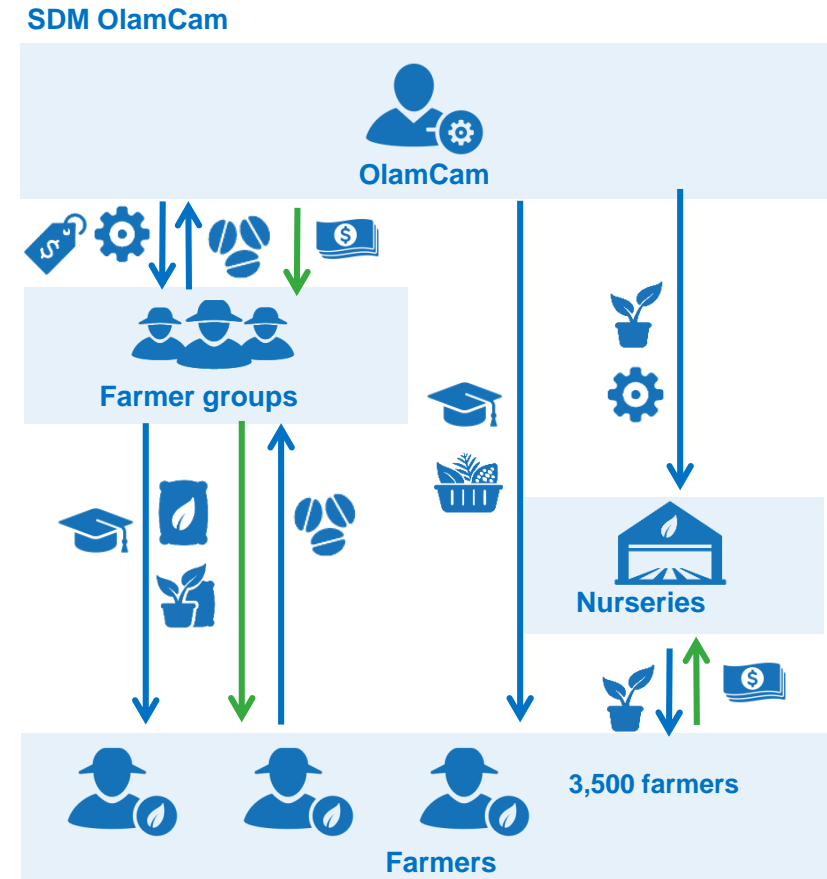 SDM OlamCam
OlamCam
$
$
Farmer groups
Nurseries
$
3,500 farmers
Farmers